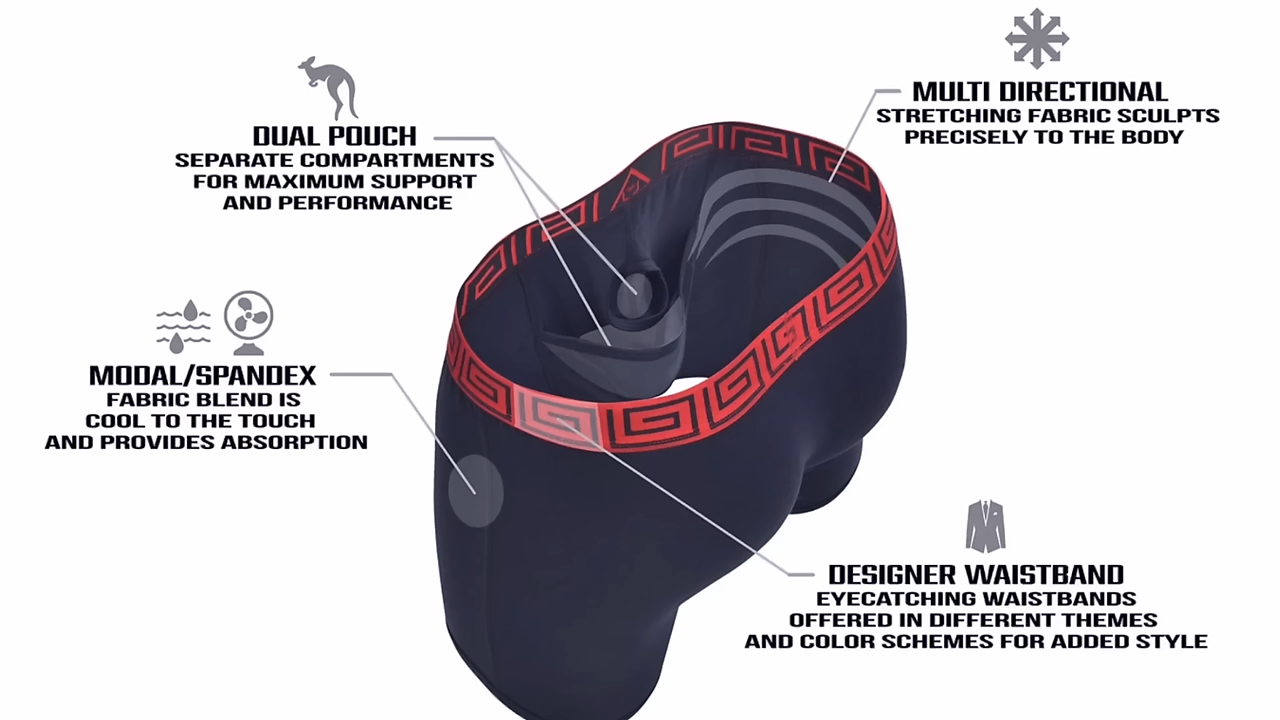 DUAL POUCH
SEPARATE COMPARTMENTS
FOR MAXIMUM SUPPORT
AND PERFORMANCE
MULTI DIRECTIONAL
STRETCHING FABRIC SCULPTS
PRECISELY TO THE BODY
MODAL/SPANDEX
FABRIC BLEND IS
COOL TO THE TOUCH
AND PROVIDES ABSORPTION
DESIGNER WAISTBAND
EYECATCHING WAISTBANDS
OFFERED IN DIFFERENT THEMES
AND COLOR SCHEMES FOR ADDED STYLE